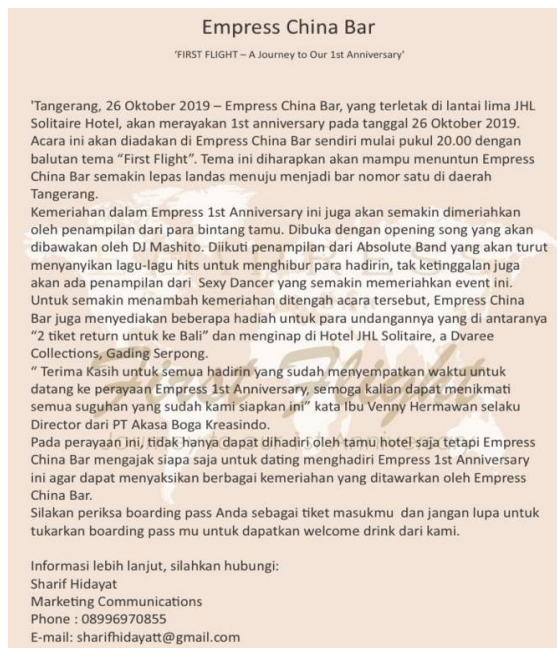 Empress China Bar
'FIRST FLIGHT – A Journey to Our 1st Anniversary'
'Tangerang, 26 Oktober 2019 – Empress China Bar, yang terletak di lantai lima JHL
Solitaire Hotel, akan merayakan 1st anniversary pada tanggal 26 Oktober 2019.
Acara ini akan diadakan di Empress China Bar sendiri mulai pukul 20.00 dengan
balutan tema "First Flight". Tema ini diharapkan akan mampu menuntun Empress
China Bar semakin lepas landas menuju menjadi bar nomor satu di daerah
Tangerang.
Kemeriahan dalam Empress 1st Anniversary ini juga akan semakin dimeriahkan
oleh penampilan dari para bintang tamu. Dibuka dengan opening song yang akan
dibawakan oleh DJ Mashito. Diikuti penampilan dari Absolute Band yang akan turut
menyanyikan lagu-lagu hits untuk menghibur para hadirin, tak ketinggalan juga
akan ada penampilan dari Sexy Dancer yang semakin memeriahkan event ini.
Untuk semakin menambah kemeriahan ditengah acara tersebut, Empress China
Bar juga menyediakan beberapa hadiah untuk para undangannya yang di antaranya
"2 tiket return untuk ke Bali" dan menginap di Hotel JHL Solitaire, a Dvaree
Collections, Gading Serpong.
" Terima Kasih untuk semua hadirin yang sudah menyempatkan waktu untuk
datang ke perayaan Empress 1st Anniversary, semoga kalian dapat menikmati
semua suguhan yang sudah kami siapkan ini" kata Ibu Venny Hermawan selaku
Director dari PT Akasa Boga Kreasindo.
Pada perayaan ini, tidak hanya dapat dihadiri oleh tamu hotel saja tetapi Empress
China Bar mengajak siapa saja untuk dating menghadiri Empress 1st Anniversary
ini agar dapat menyaksikan berbagai kemeriahan yang ditawarkan oleh Empress
China Bar.
Silakan periksa boarding pass Anda sebagai tiket masukmu dan jangan lupa untuk
tukarkan boarding pass mu untuk dapatkan welcome drink dari kami.
Informasi lebih lanjut, silahkan hubungi:
Sharif Hidayat
Marketing Communications
Phone : 08996970855
E-mail: sharifhidayatt@gmail.com
First Flight